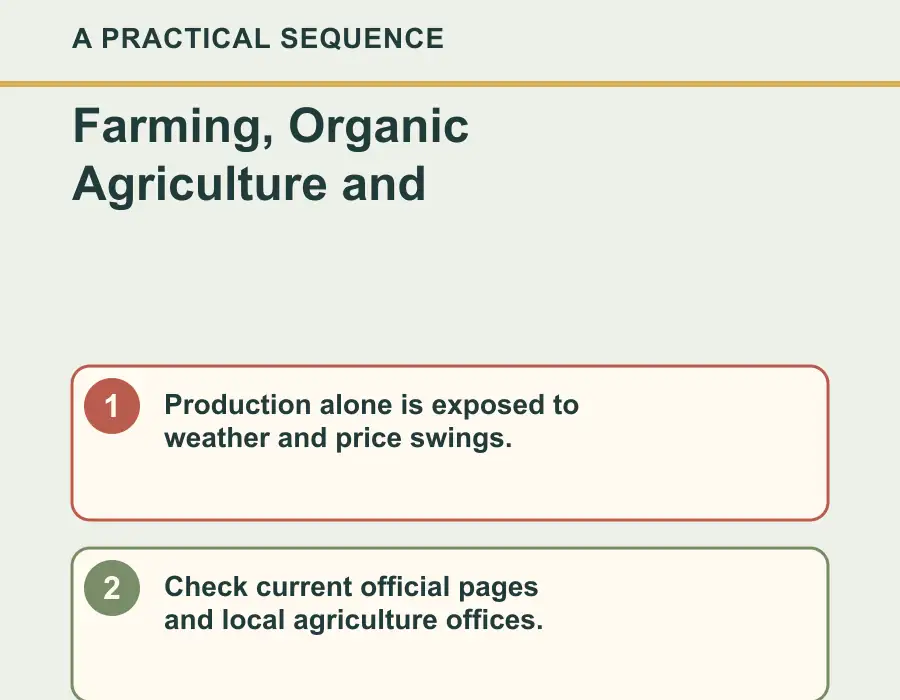 A PRACTICAL SEQUENCE
Farming, Organic
Agriculture and
1
Production alone is exposed to
weather and price swings.
2
Check current official pages
and local agriculture offices.